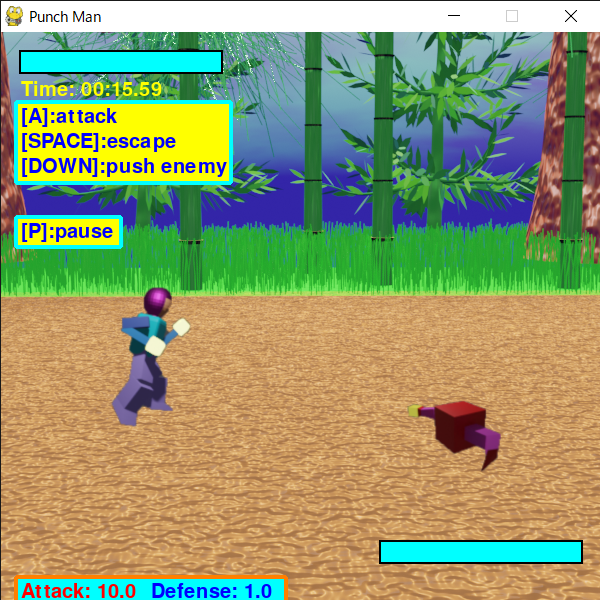 Punch Man
Time: 00:15.59
[A]:attack
[SPACE]:escape
[DOWN]:push enemy
[P]:pause
Attack: 10.0 Defense: 1.0